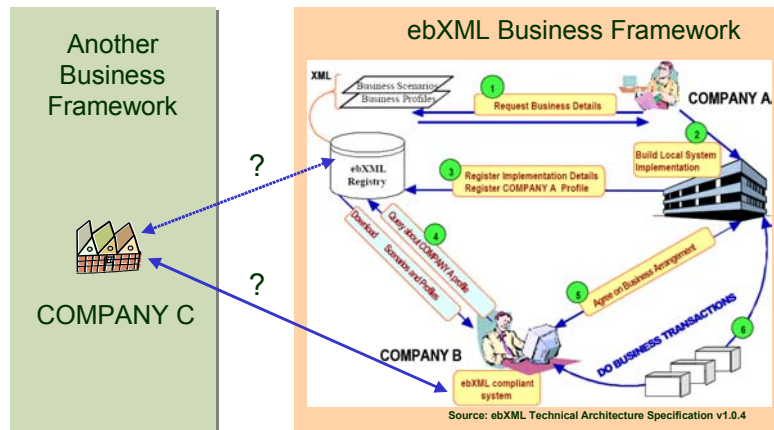 Another
Business
Framework
?
?
COMPANY C
ebXML Business Framework
XML
Business Scenarios
Business Profiles
1
Request Business Details
COMPANY A
2
Build Local System
Implementation
ebXML
Registry
3
Register Implementation Details
Register COMPANY A Profile
4
Query about COMPANY A profile
Download Scenarios and Profiles
5
Agree on Business Arrangement
6
DO BUSINESS TRANSACTIONS
COMPANY B
ebXML compliant
system
Source: ebXML Technical Architecture Specification v1.0.4